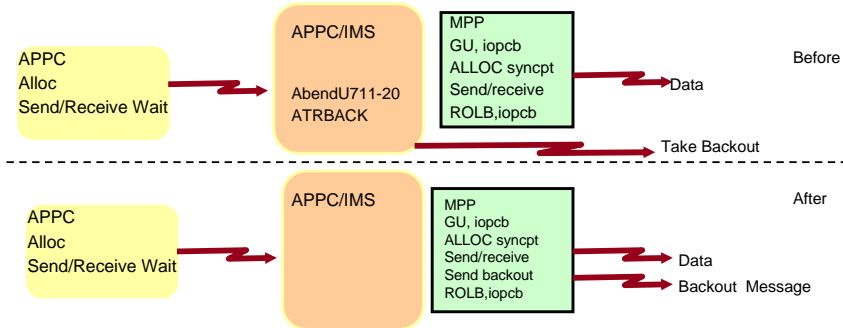 APPC
Alloc
Send/Receive Wait
APPC/IMS
AbendU711-20
ATRBACK
MPP
GU, iopcb
ALLOC syncpt
Send/receive
ROLB,iopcb
Before
Data
Take Backout
APPC
Alloc
Send/Receive Wait
APPC/IMS
MPP
GU, iopcb
ALLOC syncpt
Send/receive
Send backout
ROLB,iopcb
After
Data
Backout Message